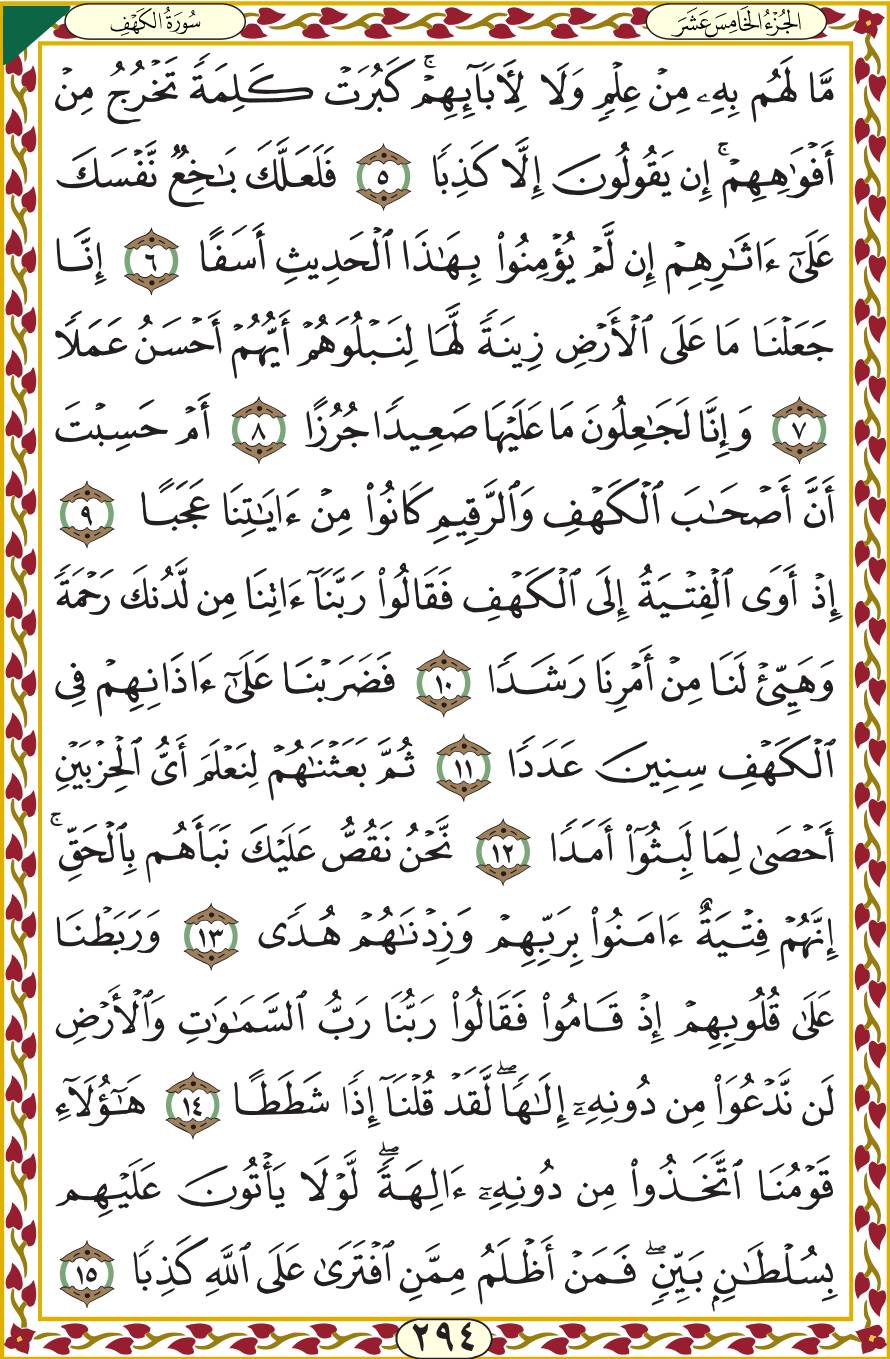 الجُزْءُ الخَامِسَ عَشَرَ
سُورَةُ الكَهْفِ
مَّا لَهُم بِهِۦ مِنۡ عِلۡمٖ وَلَا لِأٓبَآئِهِمۡۚ كَبُرَتۡ كَلِمَةٗ تَخۡرُجُ مِنۡ
أَفۡوَٰهِهِمۡۚ إِن يَقُولُونَ إِلَّا كَذِبٗا ٥ فَلَعَلَّكَ بَٰخِعٞ نَّفۡسَكَ
عَلَىٰٓ ءَاثَٰرِهِمۡ إِن لَّمۡ يُؤۡمِنُواْ بِهَٰذَا ٱلۡحَدِيثِ أَسَفًا ٦ إِنَّا
جَعَلۡنَا مَا عَلَى ٱلۡأَرۡضِ زِينَةٗ لَّهَا لِنَبۡلُوَهُمۡ أَيُّهُمۡ أَحۡسَنُ عَمَلٗا
٧ وَإِنَّا لَجَٰعِلُونَ مَا عَلَيۡهَا صَعِيدٗا جُرُزًا ٨ أَمۡ حَسِبۡتَ
أَنَّ أَصۡحَٰبَ ٱلۡكَهۡفِ وَٱلرَّقِيمِ كَانُواْ مِنۡ ءَايَٰتِنَا عَجَبًا ٩
إِذۡ أَوَى ٱلۡفِتۡيَةُ إِلَى ٱلۡكَهۡفِ فَقَالُواْ رَبَّنَآ ءَاتِنَا مِن لَّدُنكَ رَحۡمَةٗ
وَهَيِّئۡ لَنَا مِنۡ أَمۡرِنَا رَشَدٗا ١٠ فَضَرَبۡنَا عَلَىٰٓ ءَاذَانِهِمۡ فِي
ٱلۡكَهۡفِ سِنِينَ عَدَدٗا ١١ ثُمَّ بَعَثۡنَٰهُمۡ لِنَعۡلَمَ أَيُّ ٱلۡحِزۡبَيۡنِ
أَحۡصَىٰ لِمَا لَبِثُوٓاْ أَمَدٗا ١٢ نَّحۡنُ نَقُصُّ عَلَيۡكَ نَبَأَهُم بِٱلۡحَقِّۚ
إِنَّهُمۡ فِتۡيَةٌ ءَامَنُواْ بِرَبِّهِمۡ وَزِدۡنَٰهُمۡ هُدٗى ١٣ وَرَبَطۡنَا
عَلَىٰ قُلُوبِهِمۡ إِذۡ قَامُواْ فَقَالُواْ رَبُّنَا رَبُّ ٱلسَّمَٰوَٰتِ وَٱلۡأَرۡضِ
لَن نَّدۡعُوَاْ مِن دُونِهِۦٓ إِلَٰهٗاۖ لَّقَدۡ قُلۡنَآ إِذٗا شَطَطًا ١٤ هَٰٓؤُلَآءِ
قَوۡمُنَا ٱتَّخَذُواْ مِن دُونِهِۦٓ ءَالِهَةٗۖ لَّوۡلَا يَأۡتُونَ عَلَيۡهِم
بِسُلۡطَٰنِۭ بَيِّنٖۖ فَمَنۡ أَظۡلَمُ مِمَّنِ ٱفۡتَرَىٰ عَلَى ٱللَّهِ كَذِبٗا ١٥
٢٩٤